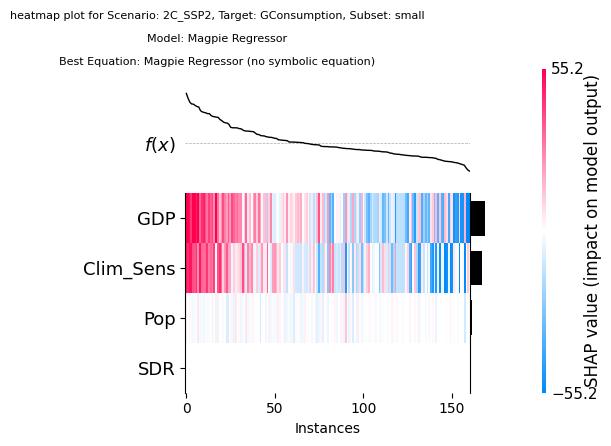 heatmap plot for Scenario: 2C_SSP2, Target: GConsumption, Subset: small
Model: Magpie Regressor
Best Equation: Magpie Regressor (no symbolic equation)
55.2
f(x)
GDP
Clim_Sens
Pop
SDR
SHAP value (impact on model output)
−55.2
0
50
100
150
Instances